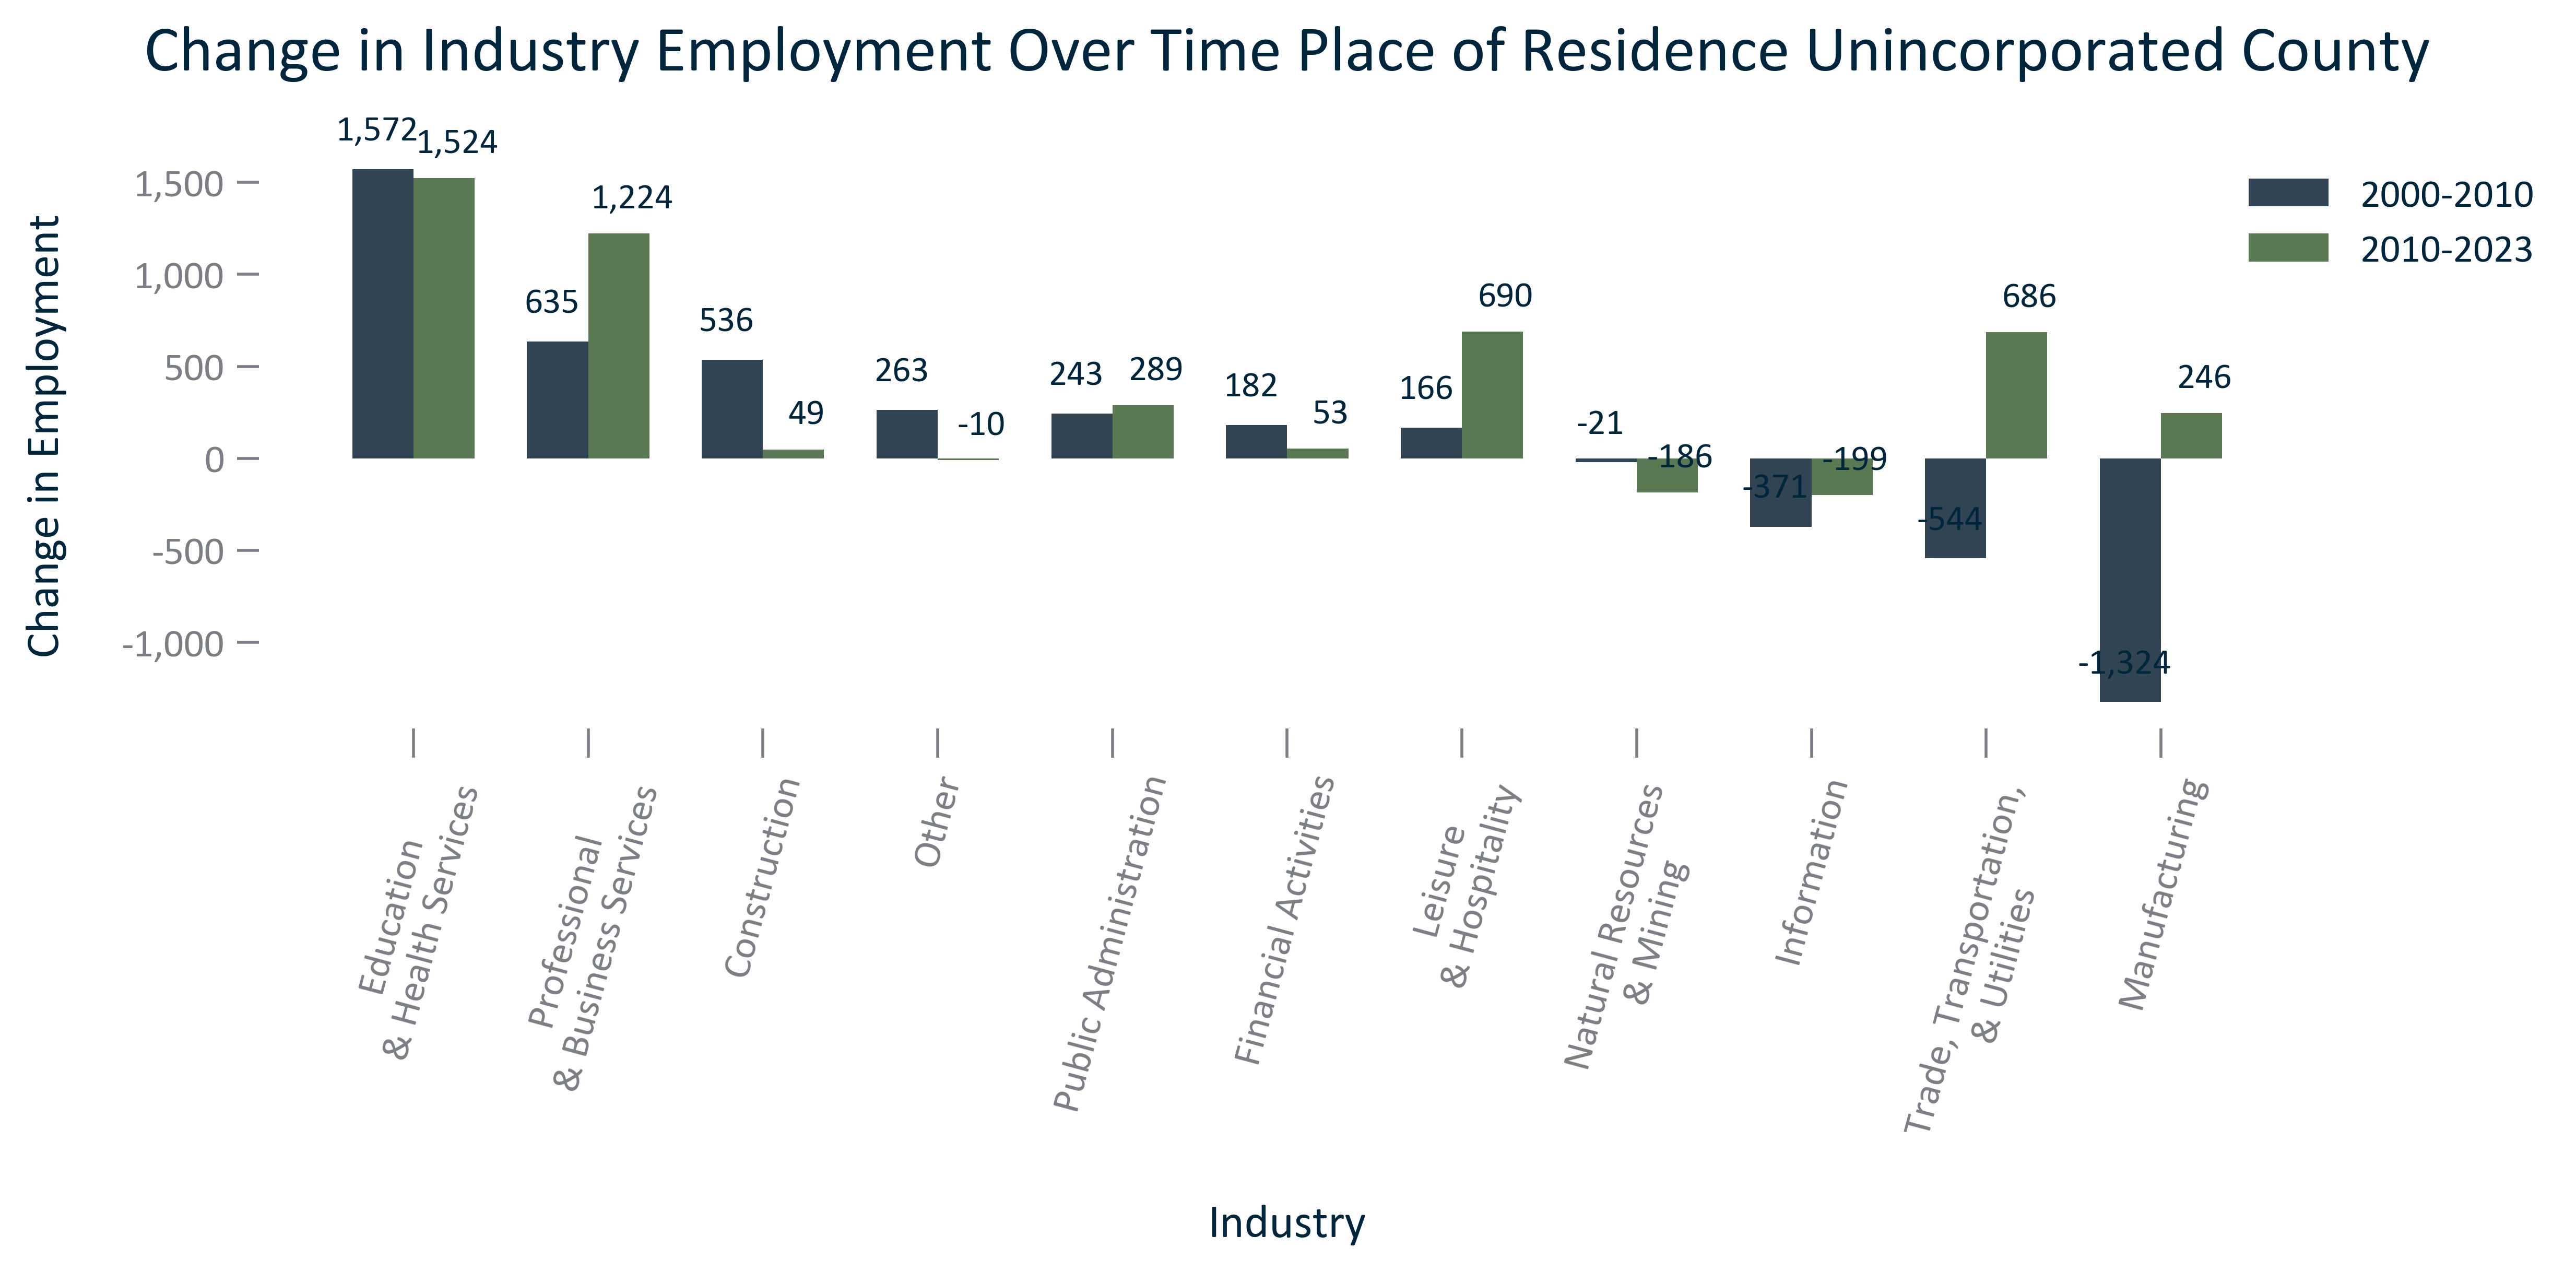 Change in Industry Employment Over Time Place of Residence Unincorporated County
Change in Employment
1,500
1,000
500
0
-500
-1,000
1,572
1,524
635
1,224
536
49
263
-10
243
289
182
53
166
690
-21
-186
-371
-199
-544
686
-1,324
246
2000-2010
2010-2023
Education
& Health Services
Professional
& Business Services
Construction
Other
Public Administration
Financial Activities
Leisure
& Hospitality
Natural Resources
& Mining
Information
Trade, Transportation,
& Utilities
Manufacturing
Industry